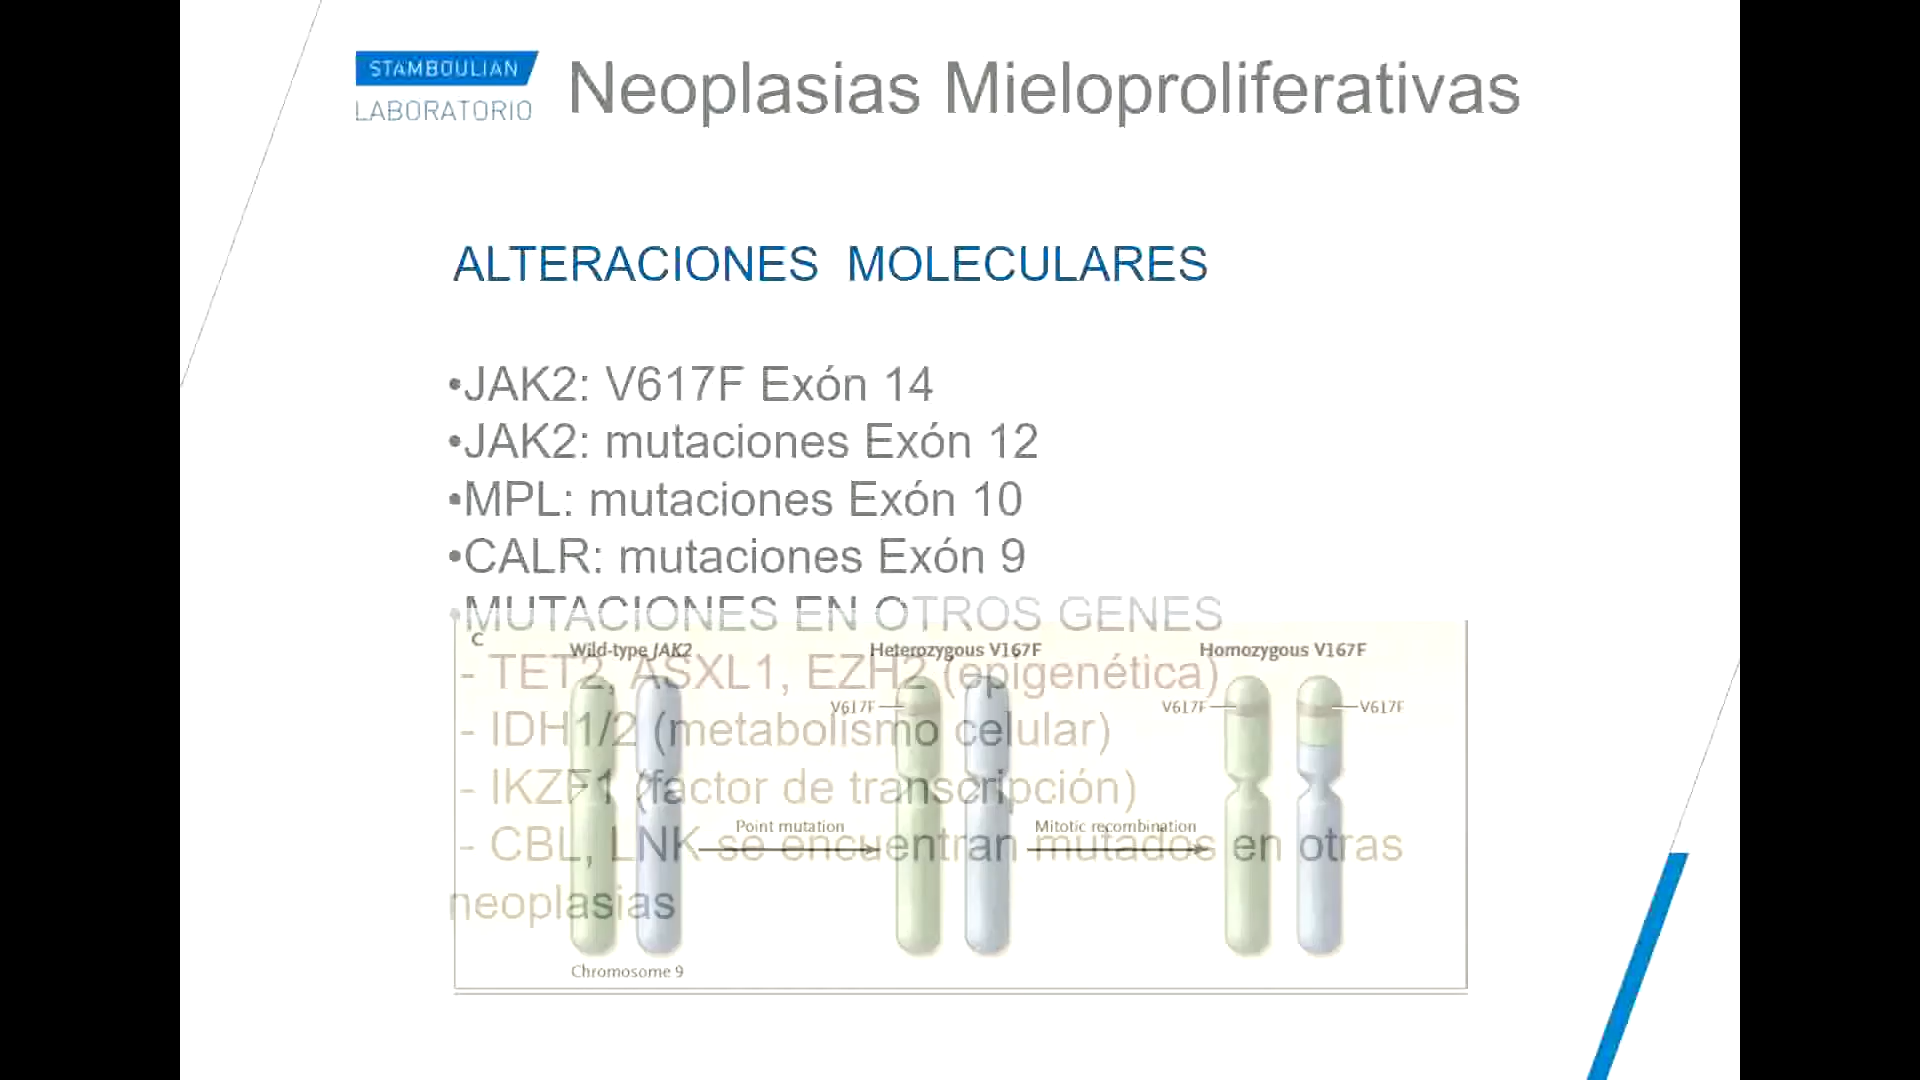 STAMBOULIAN
LABORATORIO
Neoplasias Mieloproliferativas
ALTERACIONES MOLECULARES
•JAK2: V617F Exón 14
•JAK2: mutaciones Exón 12
•MPL: mutaciones Exón 10
•CALR: mutaciones Exón 9
•MUTACIONES EN OTROS GENES
- TET2, ASXL1, EZH2 (epigenética)
- IDH1/2 (metabolismo celular)
- IKZF1 (factor de transcripción)
- CBL, LNK se encuentran mutados en otras
neoplasias
C
Wild-type JAK2
Heterozygous V167F
Homozygous V167F
V617F
V617F
V617F
Point mutation
Mitotic recombination
Chromosome 9